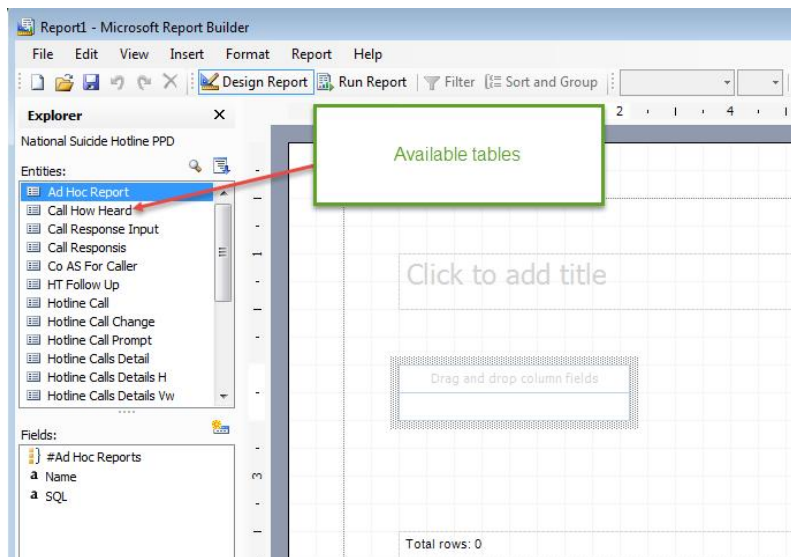 Report1 - Microsoft Report Builder
File Edit View Insert Format Report Help
Design Report Run Report Filter Sort and Group
Explorer
National Suicide Hotline PPD
Entities:
Ad Hoc Report
Call How Heard
Call Response Input
Call Responsis
Co AS For Caller
HT Follow Up
Hotline Call
Hotline Call Change
Hotline Call Prompt
Hotline Calls Detail
Hotline Calls Details H
Hotline Calls Details Vw
Fields:
#Ad Hoc Reports
a Name
a SQL
2 4
Available tables
1
Click to add title
Drag and drop column fields
3
Total rows: 0